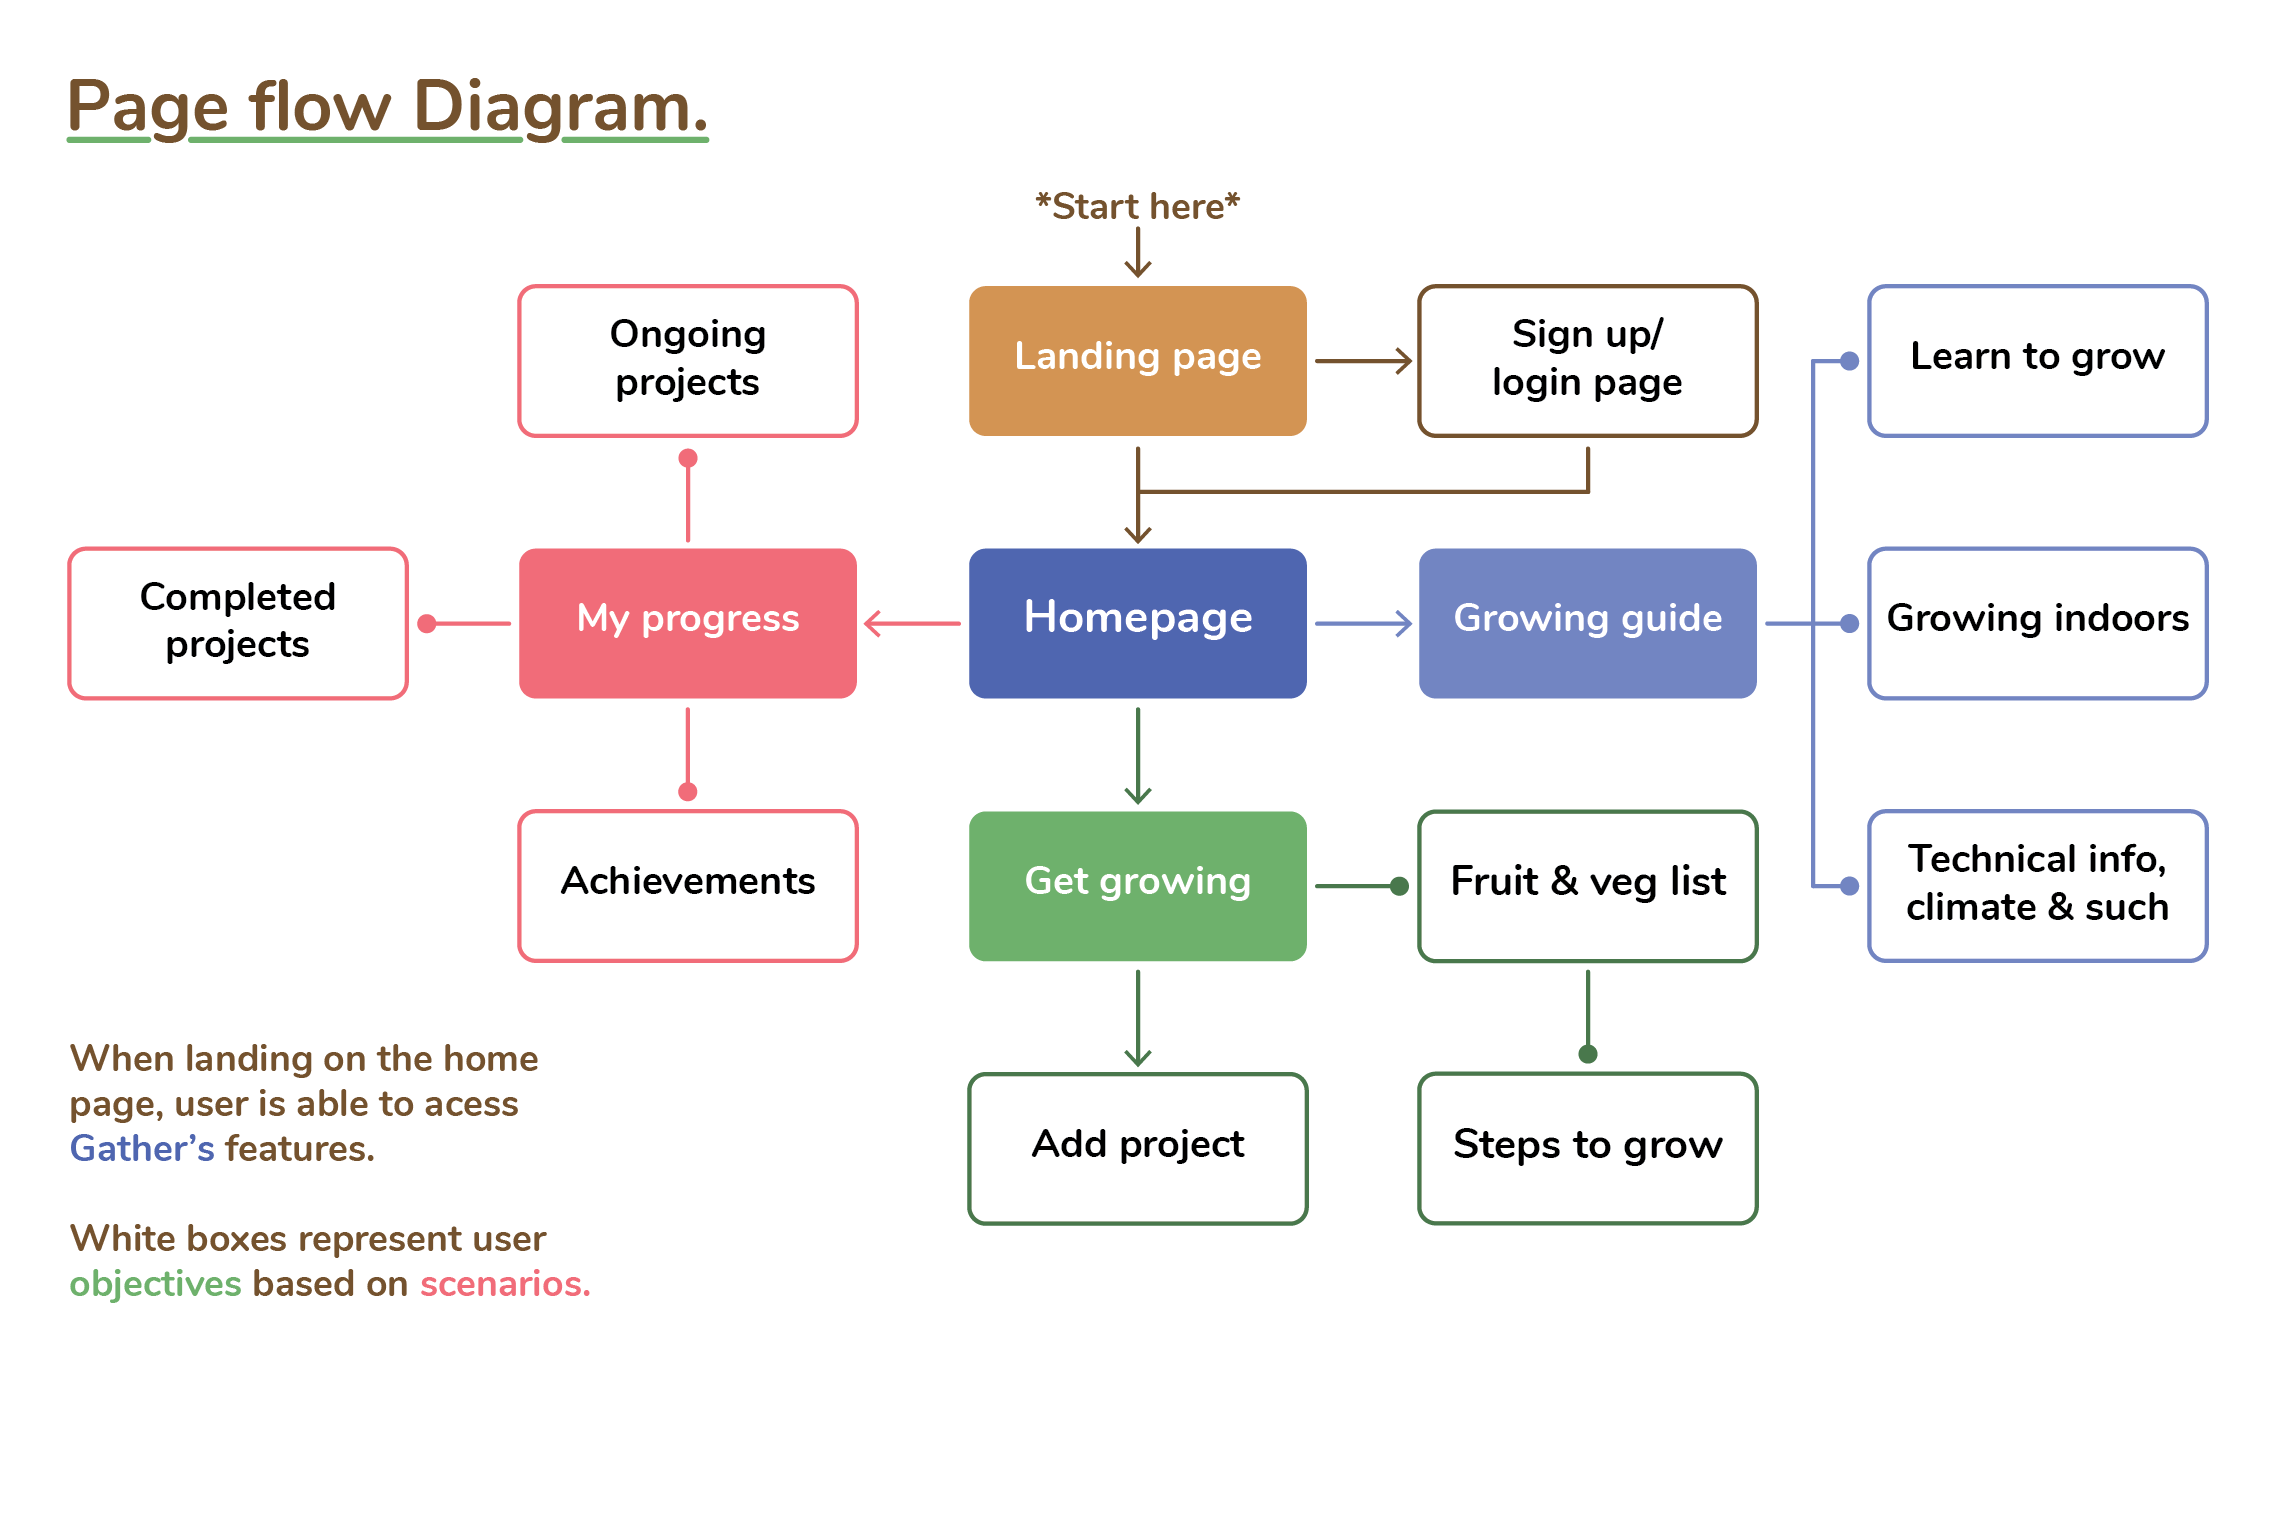 Page flow Diagram.
*Start here*
Ongoing
projects
Landing page
Sign up/
login page
Learn to grow
Completed
projects
My progress
Homepage
Growing guide
Growing indoors
Achievements
Get growing
Fruit & veg list
Technical info,
climate & such
When landing on the home
page, user is able to acess
Gather’s features.
Add project
Steps to grow
White boxes represent user
objectives based on scenarios.